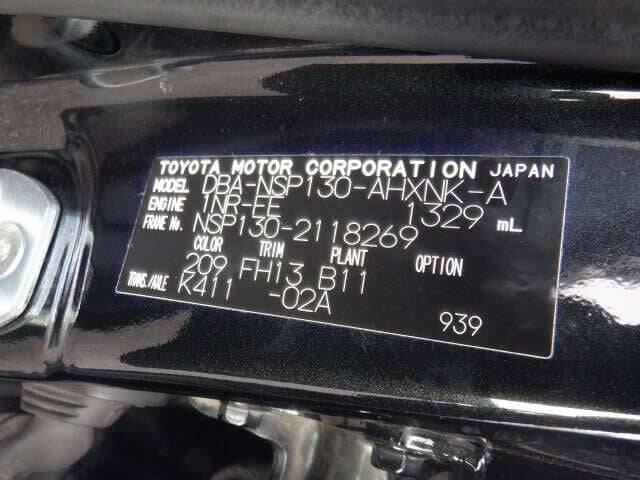 TOYOTA MOTOR CORPORATION JAPAN
MODEL DBA-NSP130-AHXNK-A
ENGINE 1NR-EE 1329 mL
FRAME No. NSP130-2118269
COLOR TRIM PLANT OPTION
209 FH13 B11
TRANS./AXLE K411 -02A
939